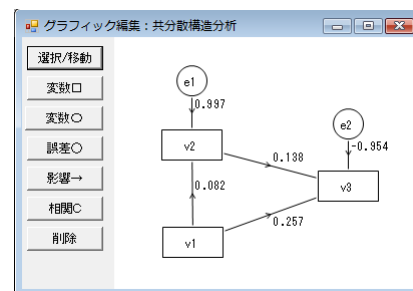 グラフィック編集：共分散構造分析
選択/移動
変数□
変数○
誤差○
影響→
相関⊂
削除
e1
0.997
e2
-0.954
v2
0.138
v3
0.082
0.257
v1